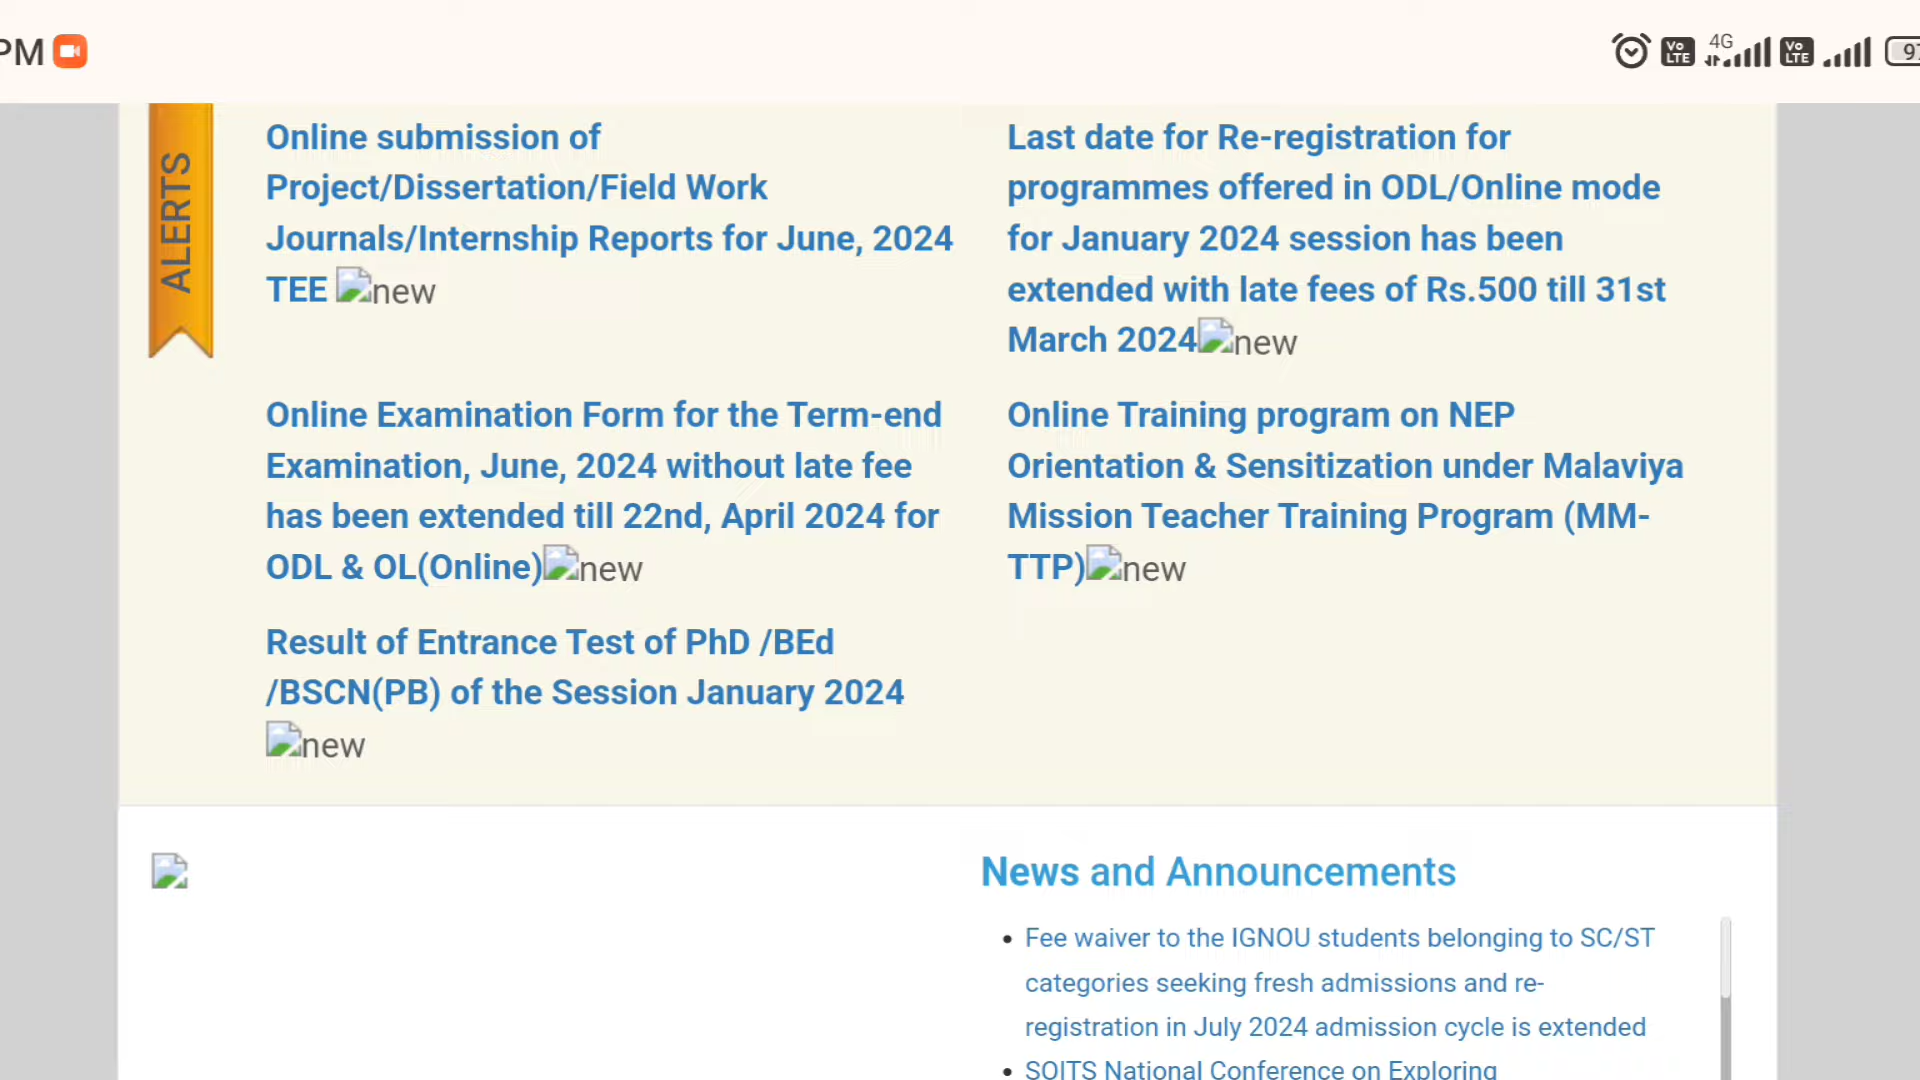 PM
4G
Vo
LTE
Vo
LTE
97
ALERTS
Online submission of
Project/Dissertation/Field Work
Journals/Internship Reports for June, 2024
TEE new
Last date for Re-registration for
programmes offered in ODL/Online mode
for January 2024 session has been
extended with late fees of Rs.500 till 31st
March 2024new
Online Examination Form for the Term-end
Examination, June, 2024 without late fee
has been extended till 22nd, April 2024 for
ODL & OL(Online)new
Online Training program on NEP
Orientation & Sensitization under Malaviya
Mission Teacher Training Program (MM-
TTP)new
Result of Entrance Test of PhD /BEd
/BSCN(PB) of the Session January 2024
new
News and Announcements
Fee waiver to the IGNOU students belonging to SC/ST
categories seeking fresh admissions and re-
registration in July 2024 admission cycle is extended
SOITS National Conference on Exploring